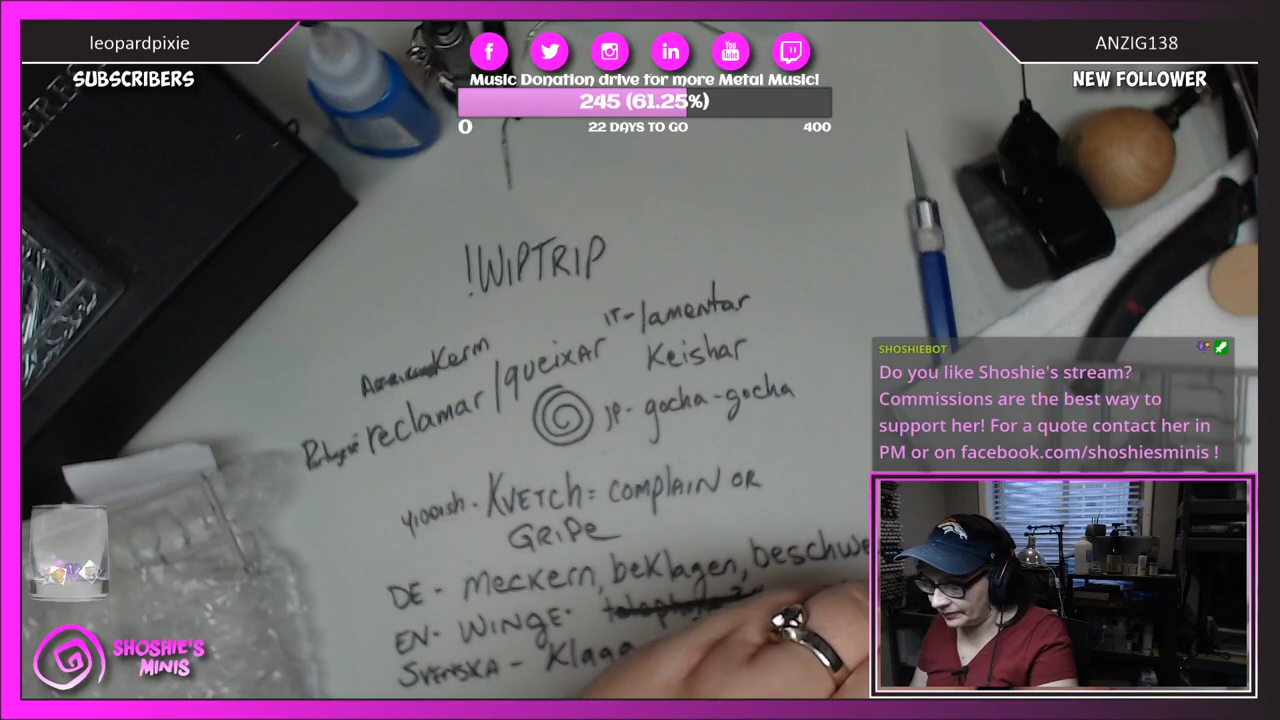 leopardpixie
SUBSCRIBERS
Music Donation drive for more Metal Music!
245 (61.25%)
0
22 DAYS TO GO
400
ANZIG138
NEW FOLLOWER
!WIPTRIP
Kerm
IT-lamentar
reclamar/queixar
Keishar
JP- gocha-gocha
YIDDISH- KVETCH = COMPLAIN OR
GRIPE
DE - meckern, beklagen, beschwe
EN- WINGE-
SVENSKA - Klaga
SHOSHIEBOT
Do you like Shoshie's stream?
Commissions are the best way to
support her! For a quote contact her in
PM or on facebook.com/shoshiesminis !
SHOSHIE'S
MINIS